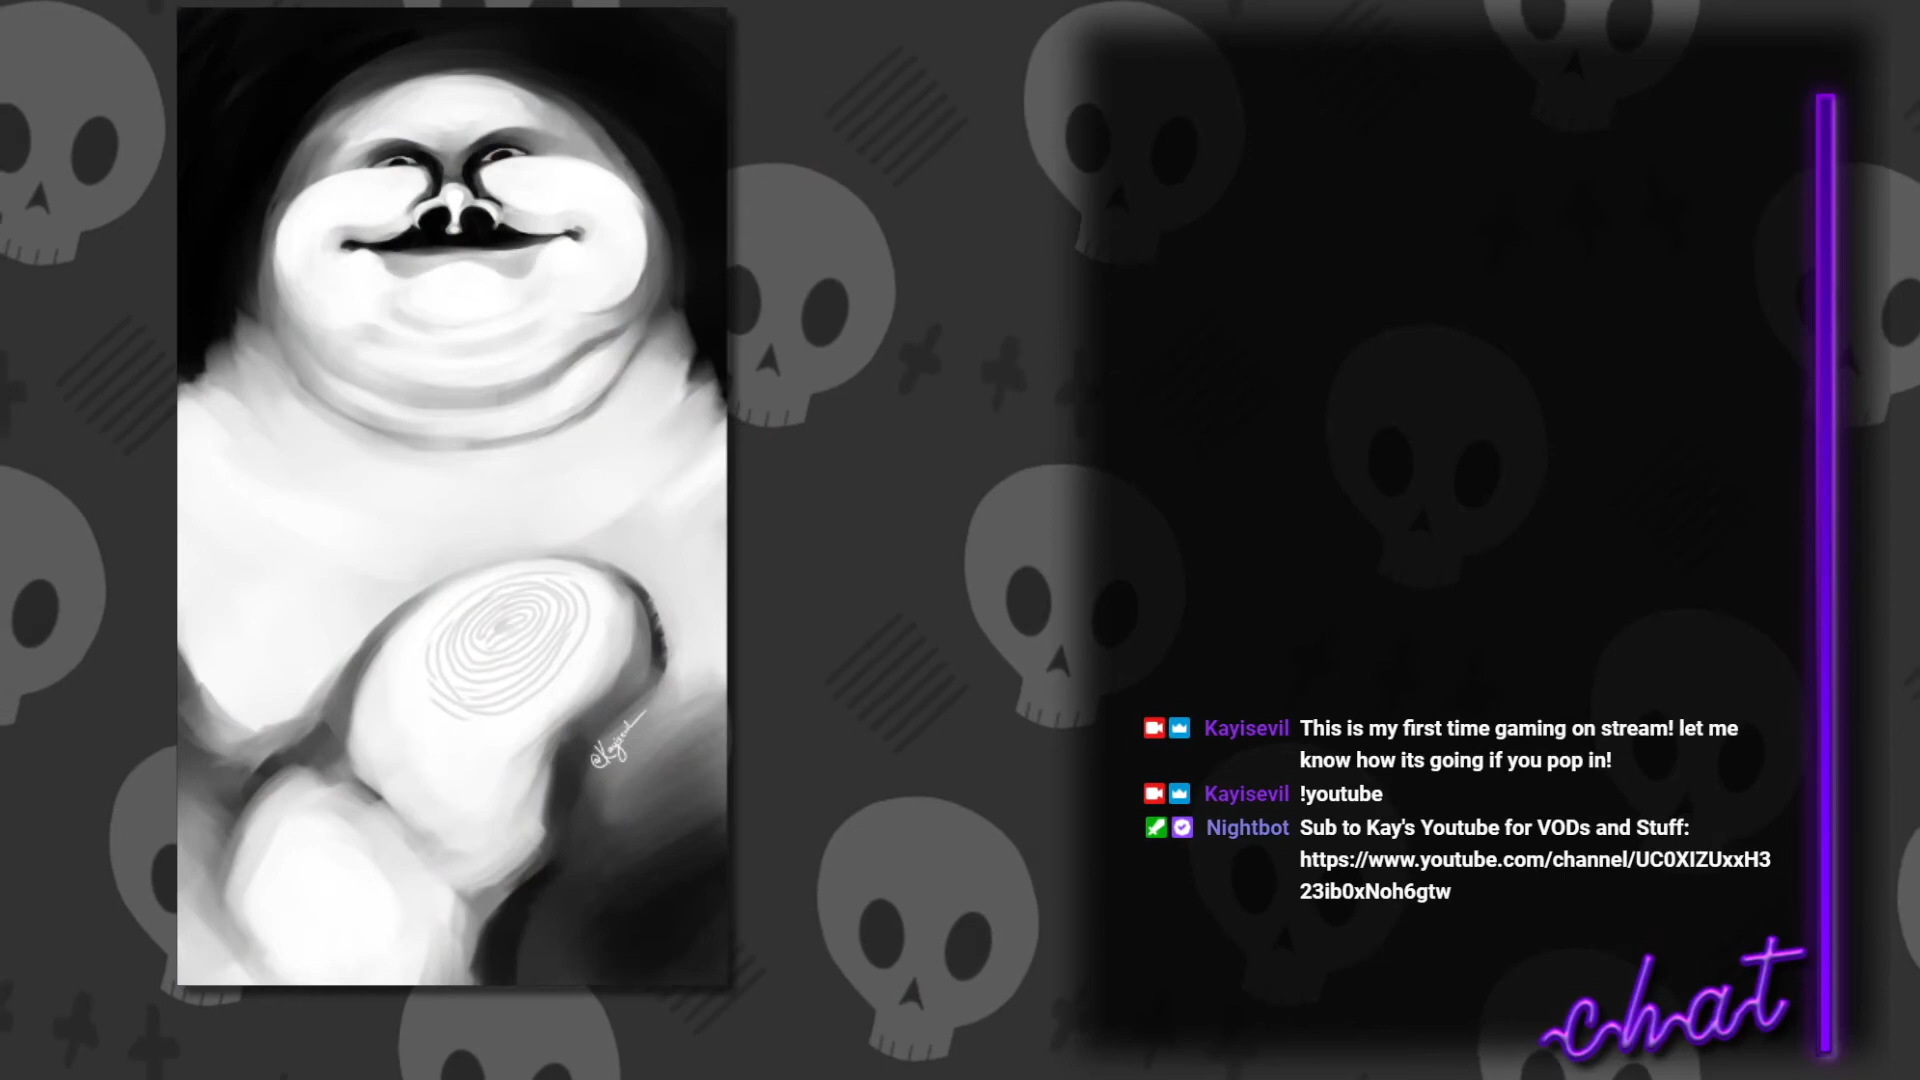 @Kayisevil
Kayisevil This is my first time gaming on stream! let me
know how its going if you pop in!
Kayisevil !youtube
Nightbot Sub to Kay's Youtube for VODs and Stuff:
https://www.youtube.com/channel/UC0XIZUxxH3
23ib0xNoh6gtw
chat